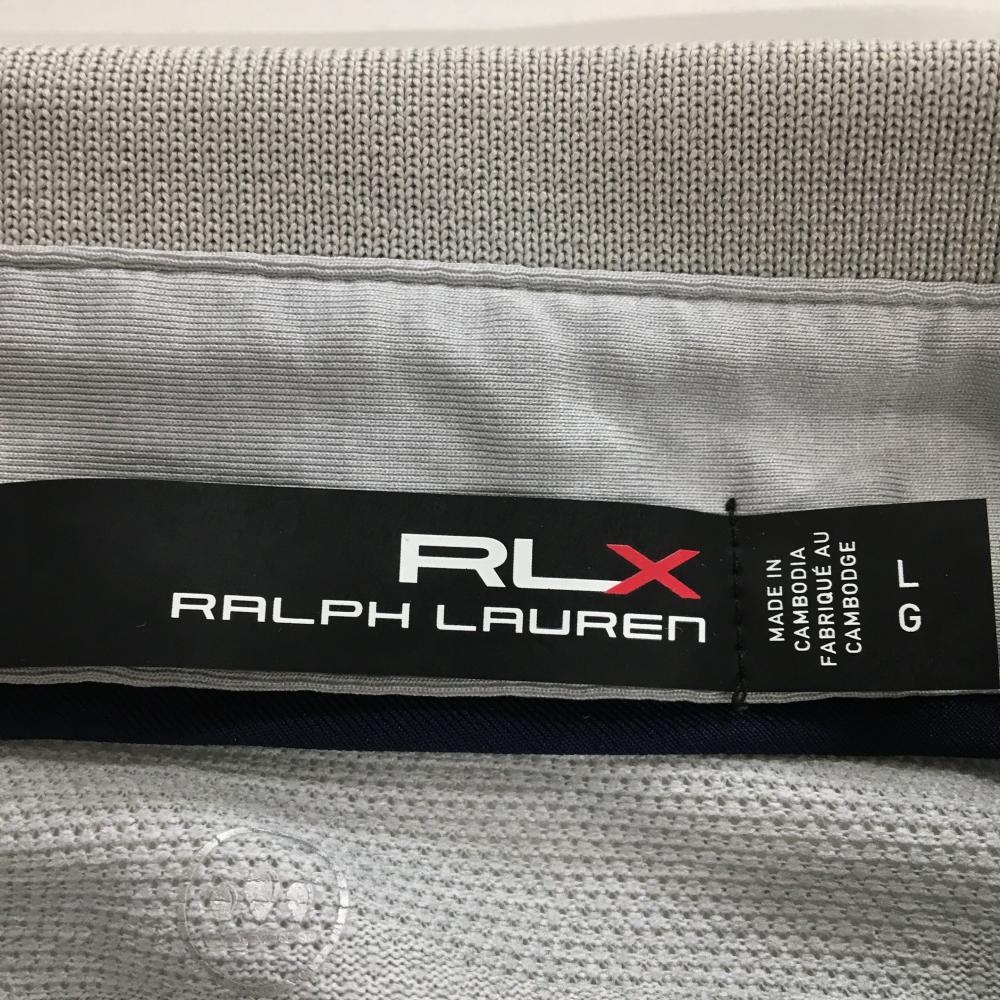 RLX
RALPH LAUREN
MADE IN
CAMBODIA
FABRIQUÉ AU
CAMBODGE
L
G